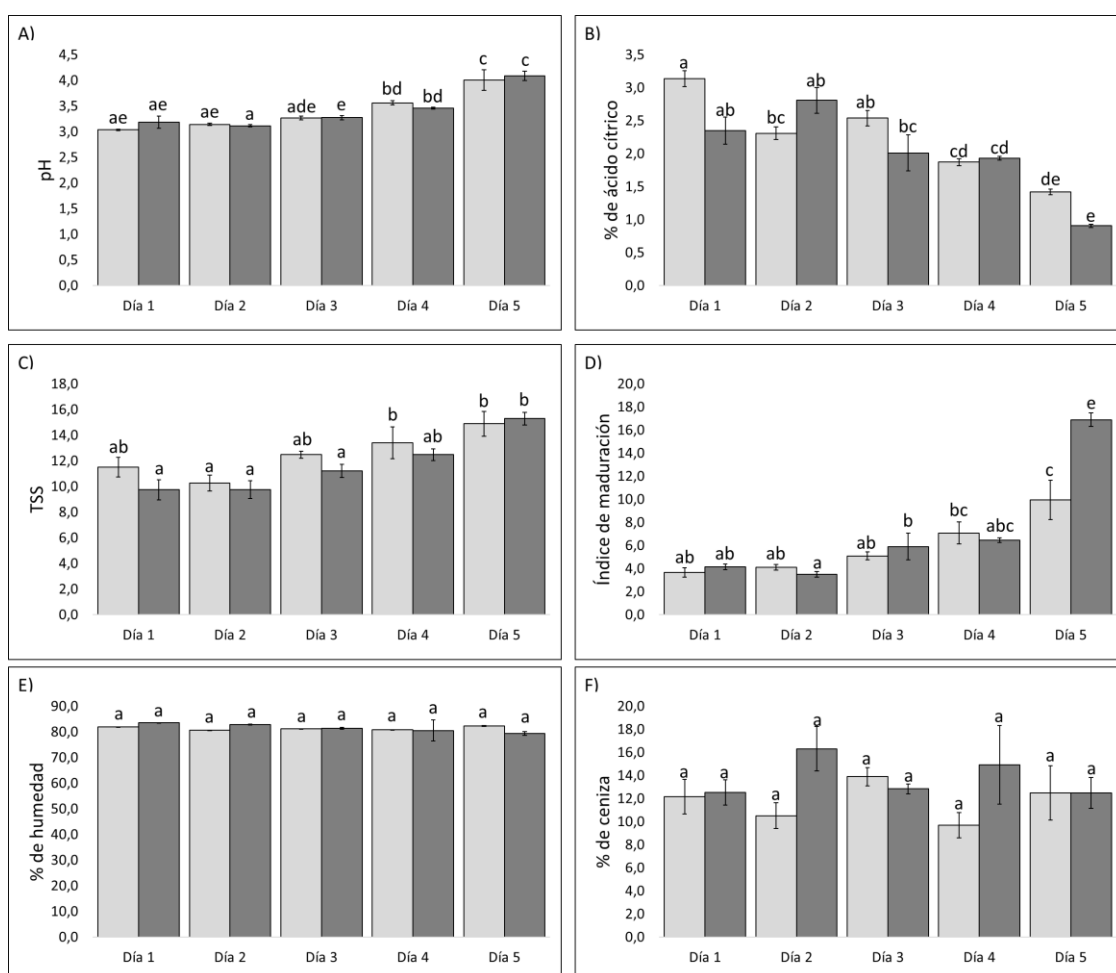 A)
pH
4,5
4,0
3,5
3,0
2,5
2,0
1,5
1,0
0,5
0,0
ae ae ae a ade e bd bd c c
Día 1 Día 2 Día 3 Día 4 Día 5
B)
% de ácido cítrico
3,5
3,0
2,5
2,0
1,5
1,0
0,5
0,0
a ab bc ab ab bc cd cd de e
Día 1 Día 2 Día 3 Día 4 Día 5
C)
TSS
18,0
16,0
14,0
12,0
10,0
8,0
6,0
4,0
2,0
0,0
ab a a a ab a b ab b b
Día 1 Día 2 Día 3 Día 4 Día 5
D)
Índice de maduración
20,0
18,0
16,0
14,0
12,0
10,0
8,0
6,0
4,0
2,0
0,0
ab ab ab a ab b bc abc c e
Día 1 Día 2 Día 3 Día 4 Día 5
E)
% de humedad
90,0
80,0
70,0
60,0
50,0
40,0
30,0
20,0
10,0
0,0
a a a a a a a a a a
Día 1 Día 2 Día 3 Día 4 Día 5
F)
% de ceniza
20,0
18,0
16,0
14,0
12,0
10,0
8,0
6,0
4,0
2,0
0,0
a a a a a a a a a a
Día 1 Día 2 Día 3 Día 4 Día 5